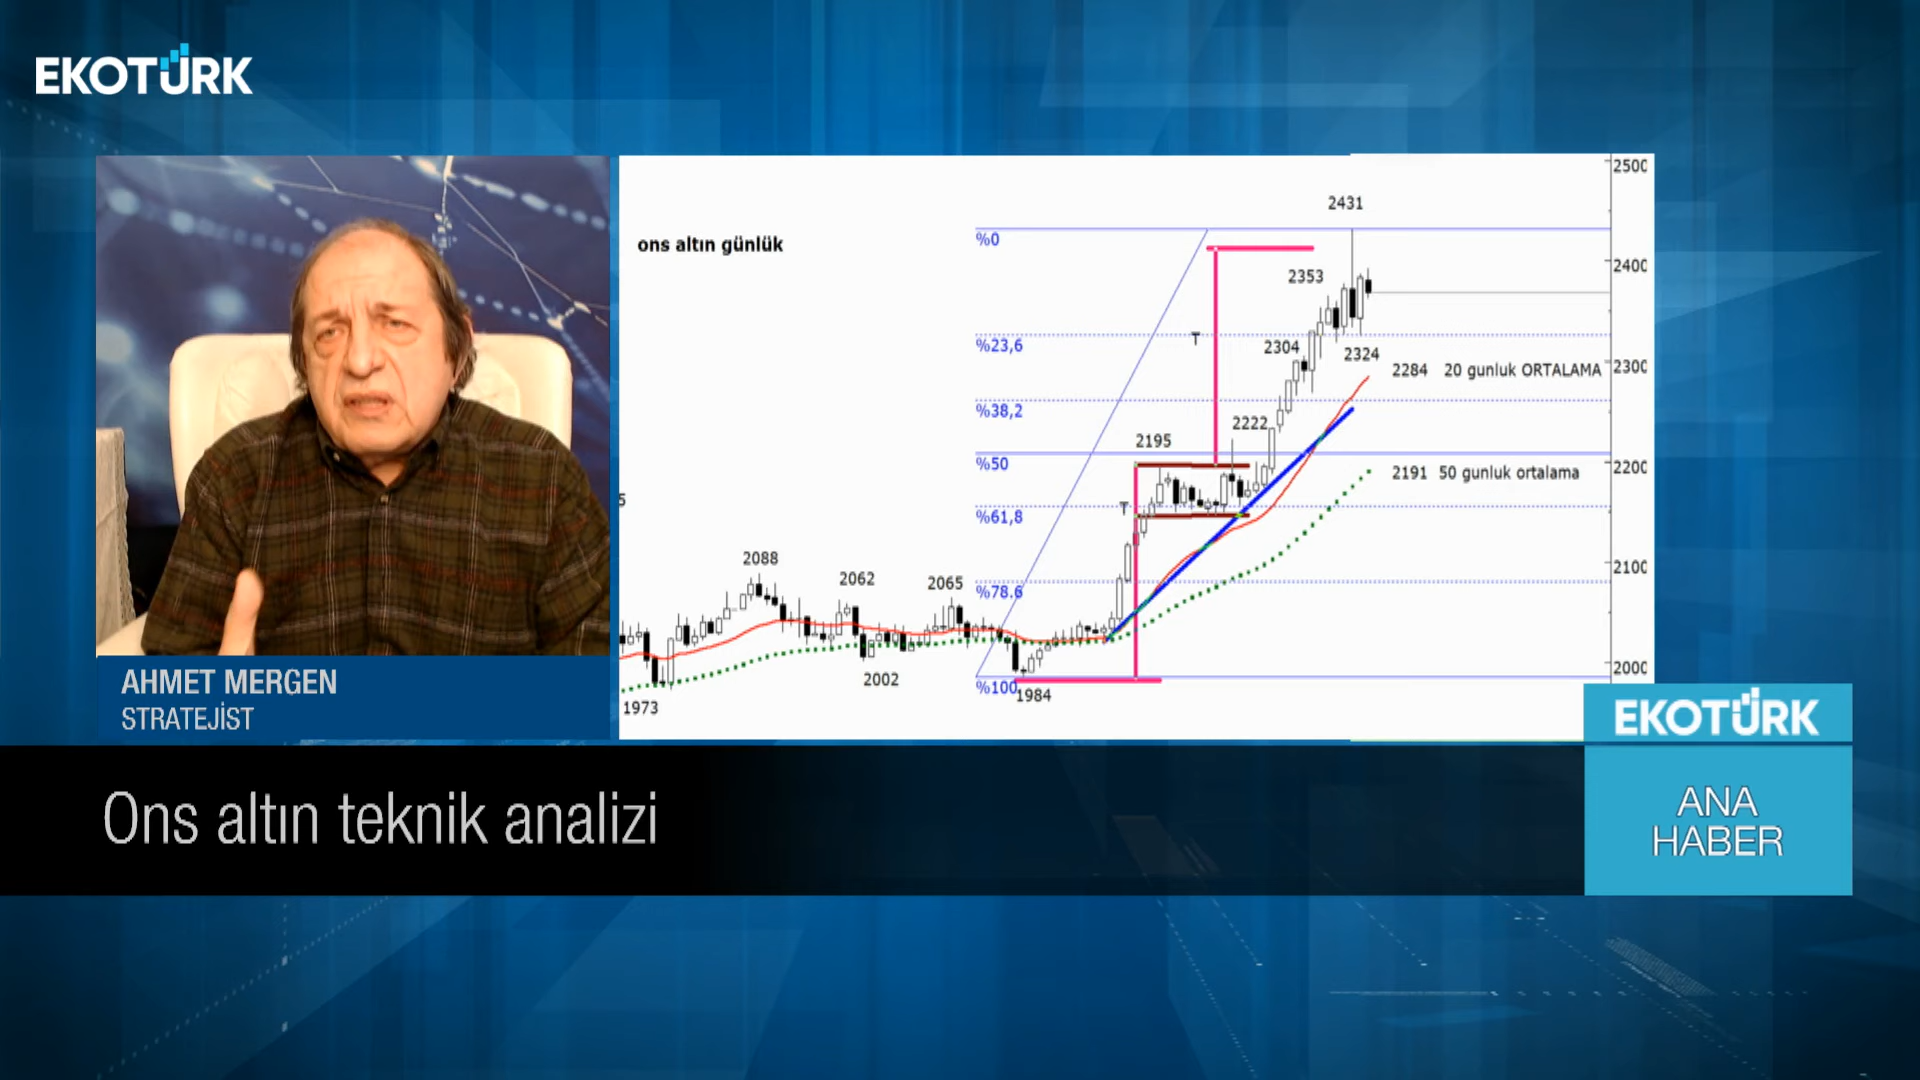 EKOTÜRK
ons altın günlük
2500
2431
%0
2400
2353
T
%23,6
2304
2324
2300
2284 20 gunluk ORTALAMA
%38,2
2222
2195
%50
2200
2191 50 gunluk ortalama
5
T
%61,8
2088
2100
2062
2065
%78.6
2000
2002
%100
1984
1973
AHMET MERGEN
STRATEJİST
EKOTÜRK
Ons altın teknik analizi
ANA
HABER